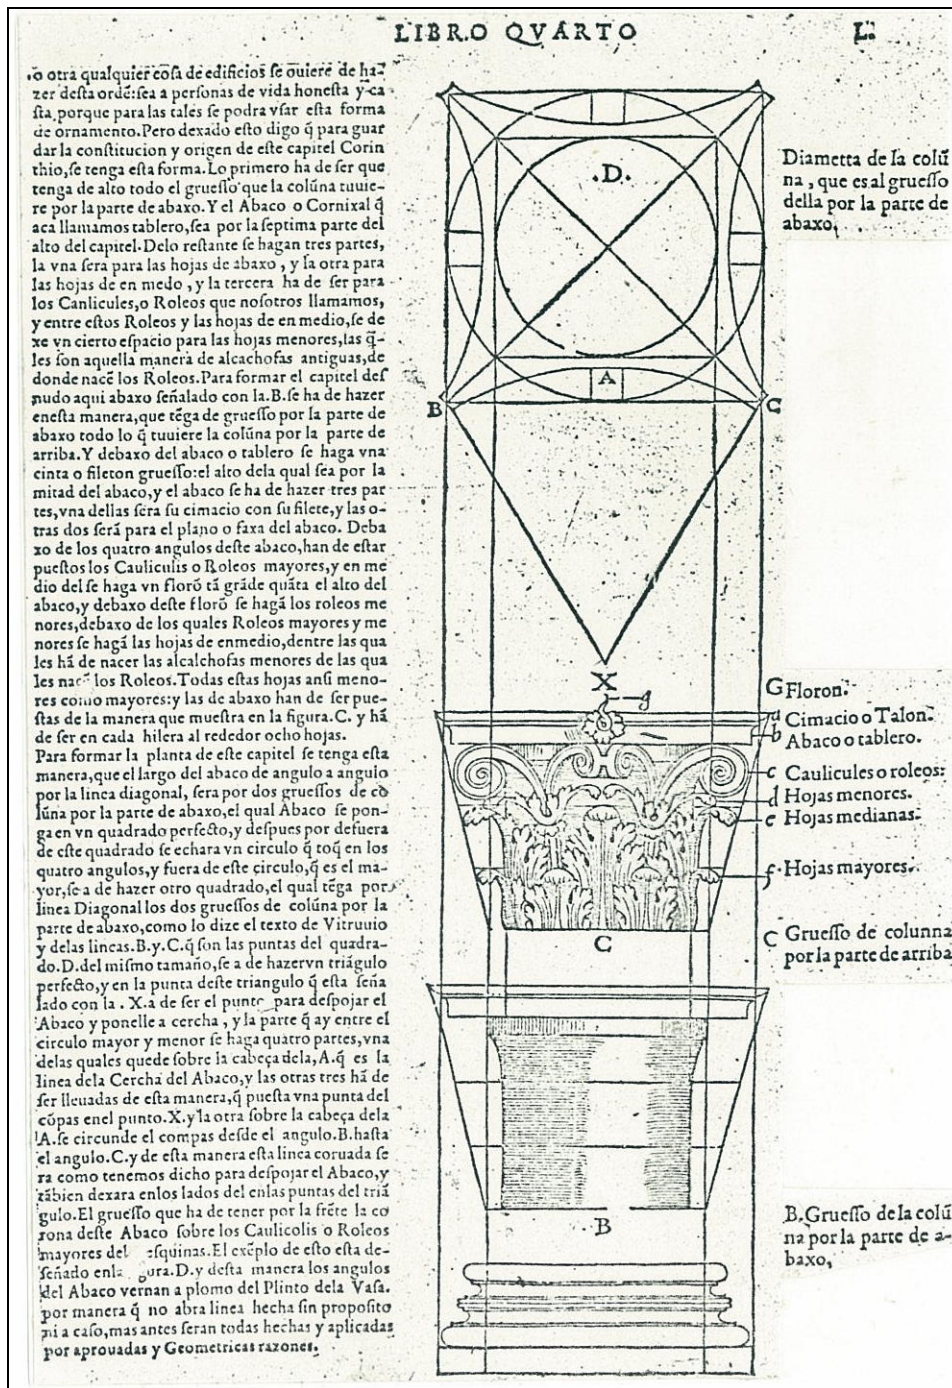 LIBRO QVARTO L.
o otra qualquier cosa de edificios se ouiere de ha-
zer desta ordē: sea a personas de vida honesta y ca-
sta, porque para las tales se podra vsar esta forma
de ornamento. Pero dexado esto digo q̄ para guar
dar la constitucion y origen de este capitel Corin
thio, se tenga esta forma. Lo primero ha de ser que
tenga de alto todo el gruesso que la colūna tuuie-
re por la parte de abaxo. Y el Abaco o Cornixal q̄
aca llamamos tablero, sea por la septima parte del
alto del capitel. Delo restante se hagan tres partes,
la vna sera para las hojas de abaxo, y la otra para
las hojas de en medo, y la tercera ha de ser para
los Canlicules, o Roleos que nosotros llamamos,
y entre estos Roleos y las hojas de en medio, se de
xe vn cierto espacio para las hojas menores, las q̄-
les son aquella manera de alcachofas antiguas, de
donde nacē los Roleos. Para formar el capitel des
nudo aqui abaxo señalado con la. B. se ha de hazer
enesta manera, que tēga de gruesso por la parte de
abaxo todo lo q̄ tuuiere la colūna por la parte de
arriba. Y debaxo del abaco o tablero se haga vna
cinta o fileton gruesso: el alto dela qual sea por la
mitad del abaco, y el abaco se ha de hazer tres par
tes, vna dellas sera su cimacio con su filete, y las o-
tras dos serā para el plano o faxa del abaco. Deba
xo de los quatro angulos deste abaco, han de estar
puestos los Cauliculis o Roleos mayores, y en me
dio del se haga vn florō tā grāde quāta el alto del
abaco, y debaxo deste florō se hagā los roleos me
nores, debaxo de los quales Roleos mayores y me
nores se hagā las hojas de enmedio, dentre las qua
les hā de nacer las alcalchofas menores de las qua
les nacē los Roleos. Todas estas hojas ansi meno-
res como mayores: y las de abaxo han de ser pue-
stas de la manera que muestra en la figura. C. y hā
de ser en cada hilera al rededor ocho hojas.
Para formar la planta de este capitel se tenga esta
manera, que el largo del abaco de angulo a angulo
por la linea diagonal, sera por dos gruessos de co
lūna por la parte de abaxo, el qual Abaco se pon-
ga en vn quadrado perfecto, y despues por defuera
de este quadrado se echara vn circulo q̄ toq̄ en los
quatro angulos, y fuera de este circulo, q̄ es el ma-
yor, se a de hazer otro quadrado, el qual tēga por
linea Diagonal los dos gruessos de colūna por la
parte de abaxo, como lo dize el texto de Vitruuio
y delas lineas. B. y. C. q̄ son las puntas del quadra-
do. D. del mismo tamaño, se a de hazer vn triāgulo
perfecto, y en la punta deste triangulo q̄ esta seña
lado con la. X. a de ser el punto para despojar el
Abaco y ponelle a cercha, y la parte q̄ ay entre el
circulo mayor y menor se haga quatro partes, vna
delas quales quede sobre la cabeça dela, A. q̄ es la
linea dela Cercha del Abaco, y las otras tres hā de
ser lleuadas de esta manera, q̄ puesta vna punta del
cōpas enel punto. X. y la otra sobre la cabeça dela
A. se circunde el compas desde el angulo. B. hasta
el angulo. C. y de esta manera esta linea coruada se
ra como tenemos dicho para despojar el Abaco, y
tābien dexara enlos lados del enlas puntas del triā
gulo. El gruesso que ha de tener por la frēte la co
rona deste Abaco sobre los Caulicolis o Roleos
mayores del esquinas. El exēplo de esto esta de-
señado enla gura. D. y desta manera los angulos
del Abaco vernan a plomo del Plinto dela Vasa.
por manera q̄ no abra linea hecha sin proposito
ni a caso, mas antes seran todas hechas y aplicadas
por aprouadas y Geometricas razones.
.D.
A
B
C
X
g
Diametta de la colū
na, que es al gruesso
della por la parte de
abaxo.
G Floron.
a Cimacio o Talon.
b Abaco o tablero.
c Caulicules o roleos:
d Hojas menores.
e Hojas medianas.
f. Hojas mayores.
C
C Gruesso de colunna
por la parte de arriba
B
B. Gruesso de la colū
na por la parte de a-
baxo,